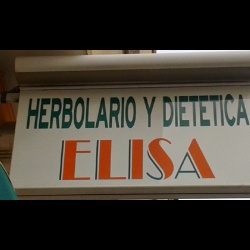 HERBOLARIO Y DIETETICA
ELISA